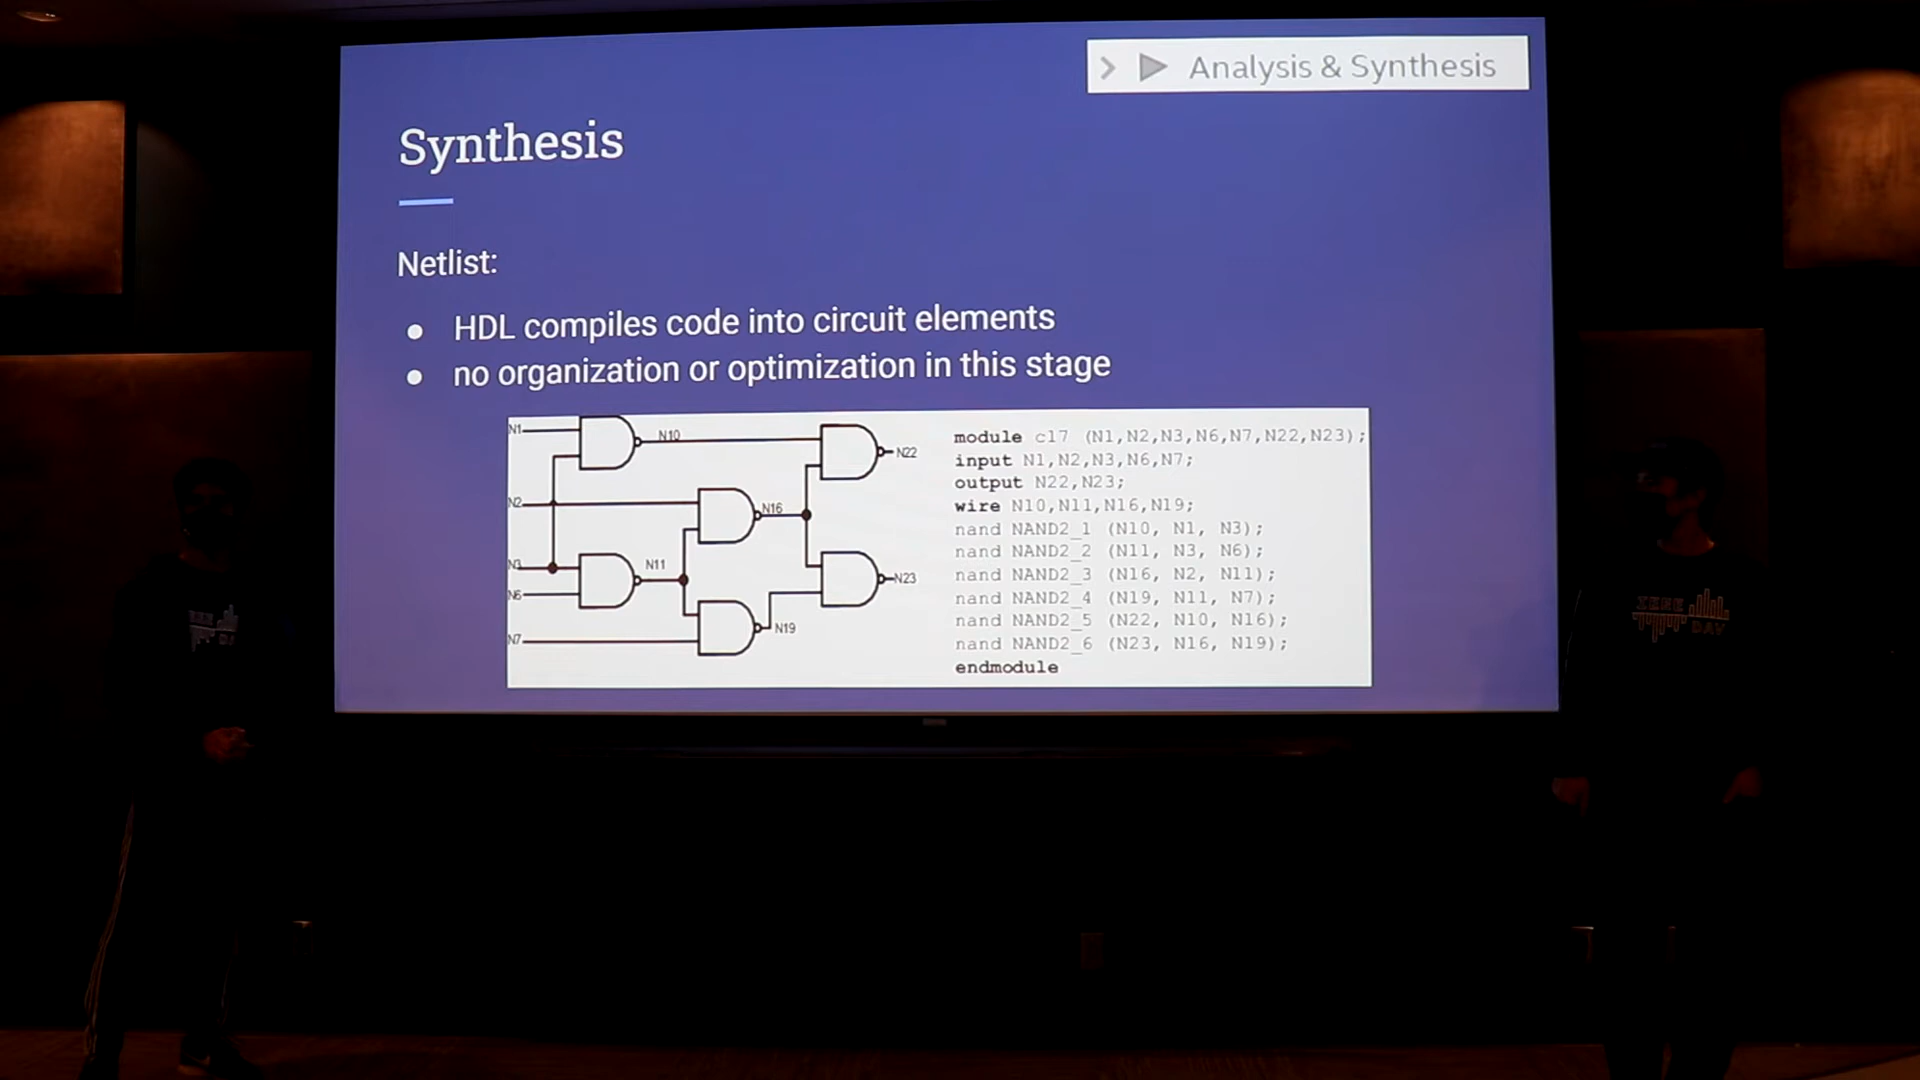 Analysis & Synthesis
Synthesis
Netlist:
● HDL compiles code into circuit elements
● no organization or optimization in this stage
N1
N10
N22
N2
N16
N3
N11
N23
N6
N19
N7
module c17 (N1,N2,N3,N6,N7,N22,N23);
input N1,N2,N3,N6,N7;
output N22,N23;
wire N10,N11,N16,N19;
nand NAND2_1 (N10, N1, N3);
nand NAND2_2 (N11, N3, N6);
nand NAND2_3 (N16, N2, N11);
nand NAND2_4 (N19, N11, N7);
nand NAND2_5 (N22, N10, N16);
nand NAND2_6 (N23, N16, N19);
endmodule
DAY